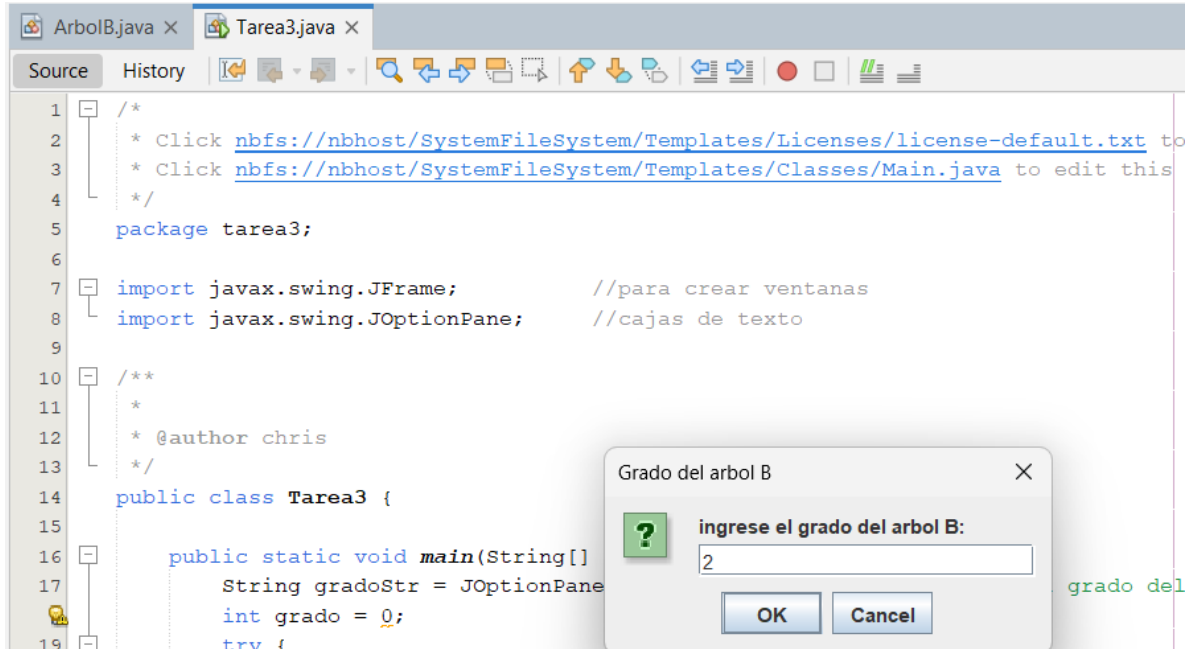 ArbolB.java × Tarea3.java ×
Source History
1 /*
2 * Click nbfs://nbhost/SystemFileSystem/Templates/Licenses/license-default.txt to
3 * Click nbfs://nbhost/SystemFileSystem/Templates/Classes/Main.java to edit this
4 */
5 package tarea3;
6
7 import javax.swing.JFrame; //para crear ventanas
8 import javax.swing.JOptionPane; //cajas de texto
9
10 /**
11 *
12 * @author chris
13 */
14 public class Tarea3 {
15
16 public static void main(String[]
17 String gradoStr = JOptionPane grado del
int grado = 0;
19 try {
Grado del arbol B
ingrese el grado del arbol B:
2
OK Cancel